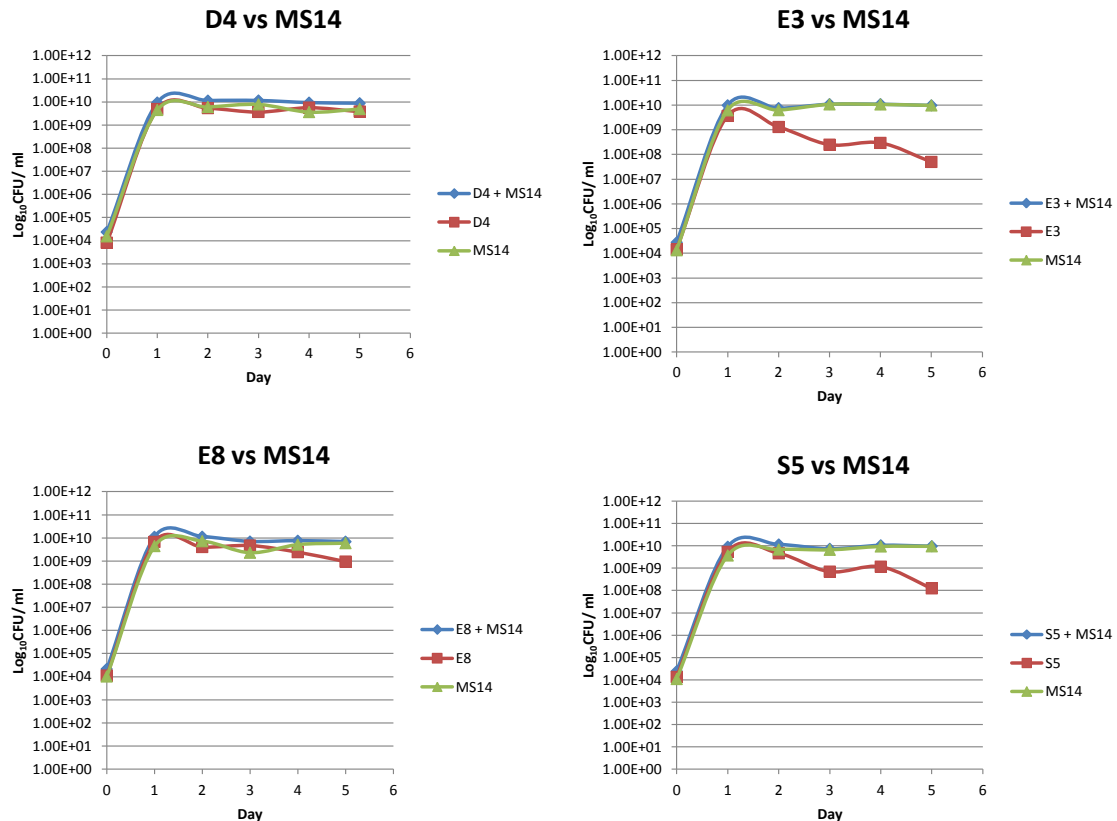 D4 vs MS14
1.00E+12
1.00E+11
1.00E+10
1.00E+09
1.00E+08
1.00E+07
1.00E+06
1.00E+05
1.00E+04
1.00E+03
1.00E+02
1.00E+01
1.00E+00
Log₁₀CFU/ ml
0 1 2 3 4 5 6
Day
D4 + MS14
D4
MS14
E3 vs MS14
1.00E+12
1.00E+11
1.00E+10
1.00E+09
1.00E+08
1.00E+07
1.00E+06
1.00E+05
1.00E+04
1.00E+03
1.00E+02
1.00E+01
1.00E+00
Log₁₀CFU/ ml
0 1 2 3 4 5 6
Day
E3 + MS14
E3
MS14
E8 vs MS14
1.00E+12
1.00E+11
1.00E+10
1.00E+09
1.00E+08
1.00E+07
1.00E+06
1.00E+05
1.00E+04
1.00E+03
1.00E+02
1.00E+01
1.00E+00
Log₁₀CFU/ ml
0 1 2 3 4 5 6
Day
E8 + MS14
E8
MS14
S5 vs MS14
1.00E+12
1.00E+11
1.00E+10
1.00E+09
1.00E+08
1.00E+07
1.00E+06
1.00E+05
1.00E+04
1.00E+03
1.00E+02
1.00E+01
1.00E+00
Log₁₀CFU/ ml
0 1 2 3 4 5 6
Day
S5 + MS14
S5
MS14